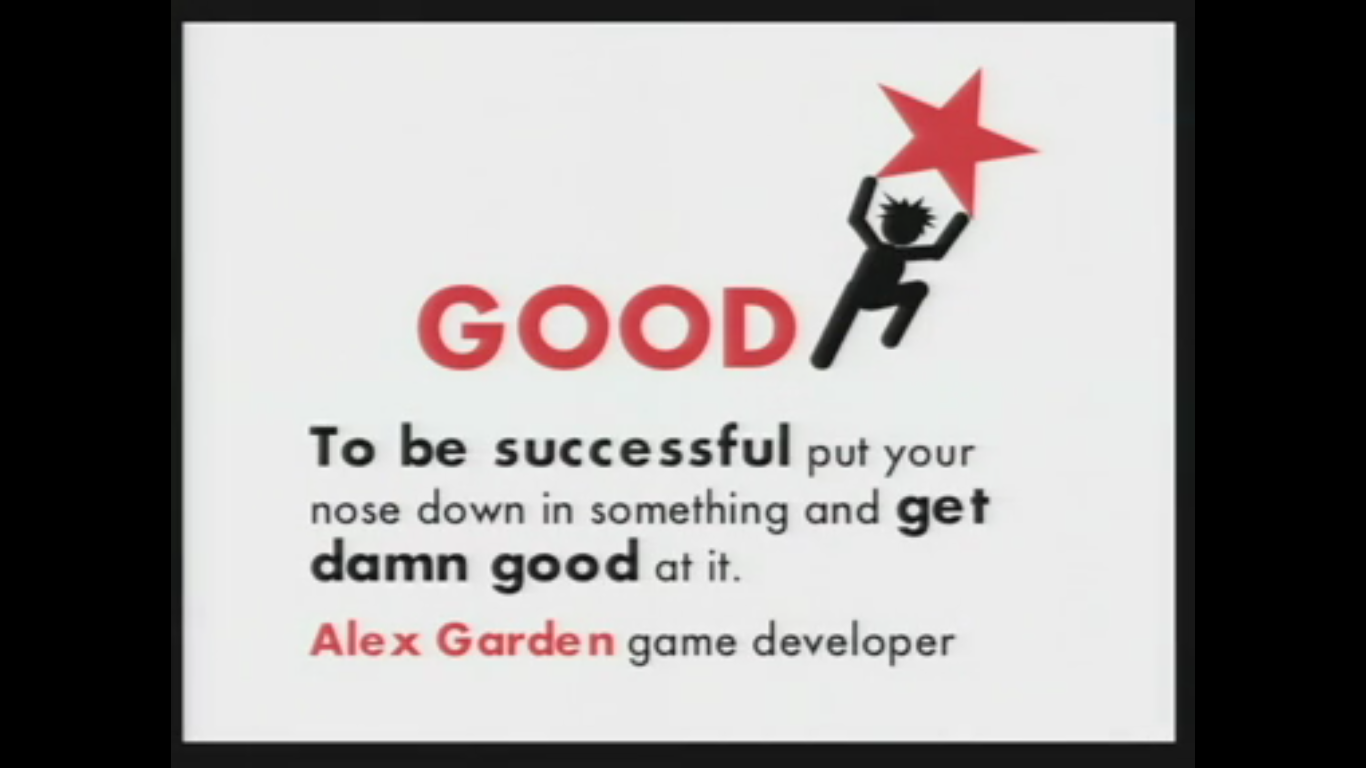 GOOD
To be successful put your
nose down in something and get
damn good at it.
Alex Garden game developer